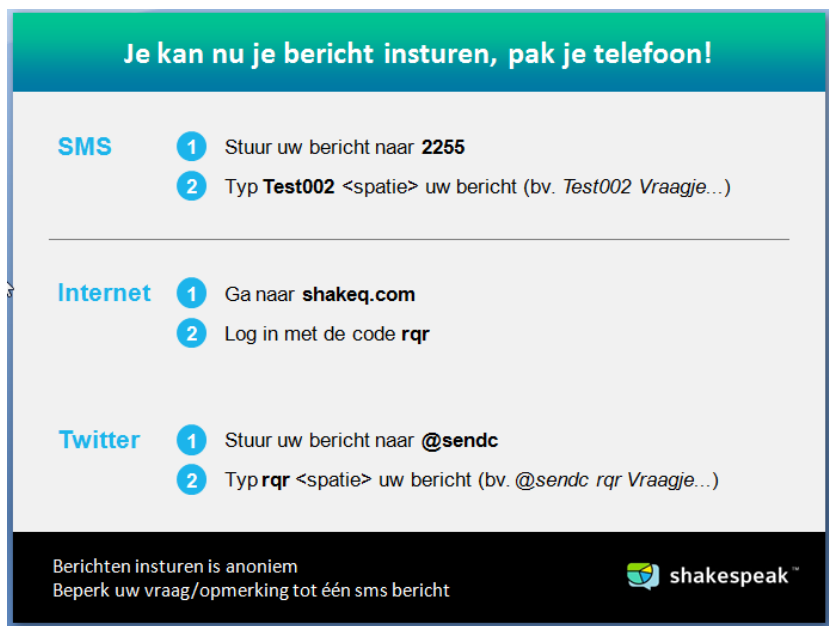 Je kan nu je bericht insturen, pak je telefoon!
SMS
1 Stuur uw bericht naar 2255
2 Typ Test002 <spatie> uw bericht (bv. Test002 Vraagje...)
Internet
1 Ga naar shakeq.com
2 Log in met de code rqr
Twitter
1 Stuur uw bericht naar @sendc
2 Typ rqr <spatie> uw bericht (bv. @sendc rqr Vraagje...)
Berichten insturen is anoniem
Beperk uw vraag/opmerking tot één sms bericht
shakespeak™